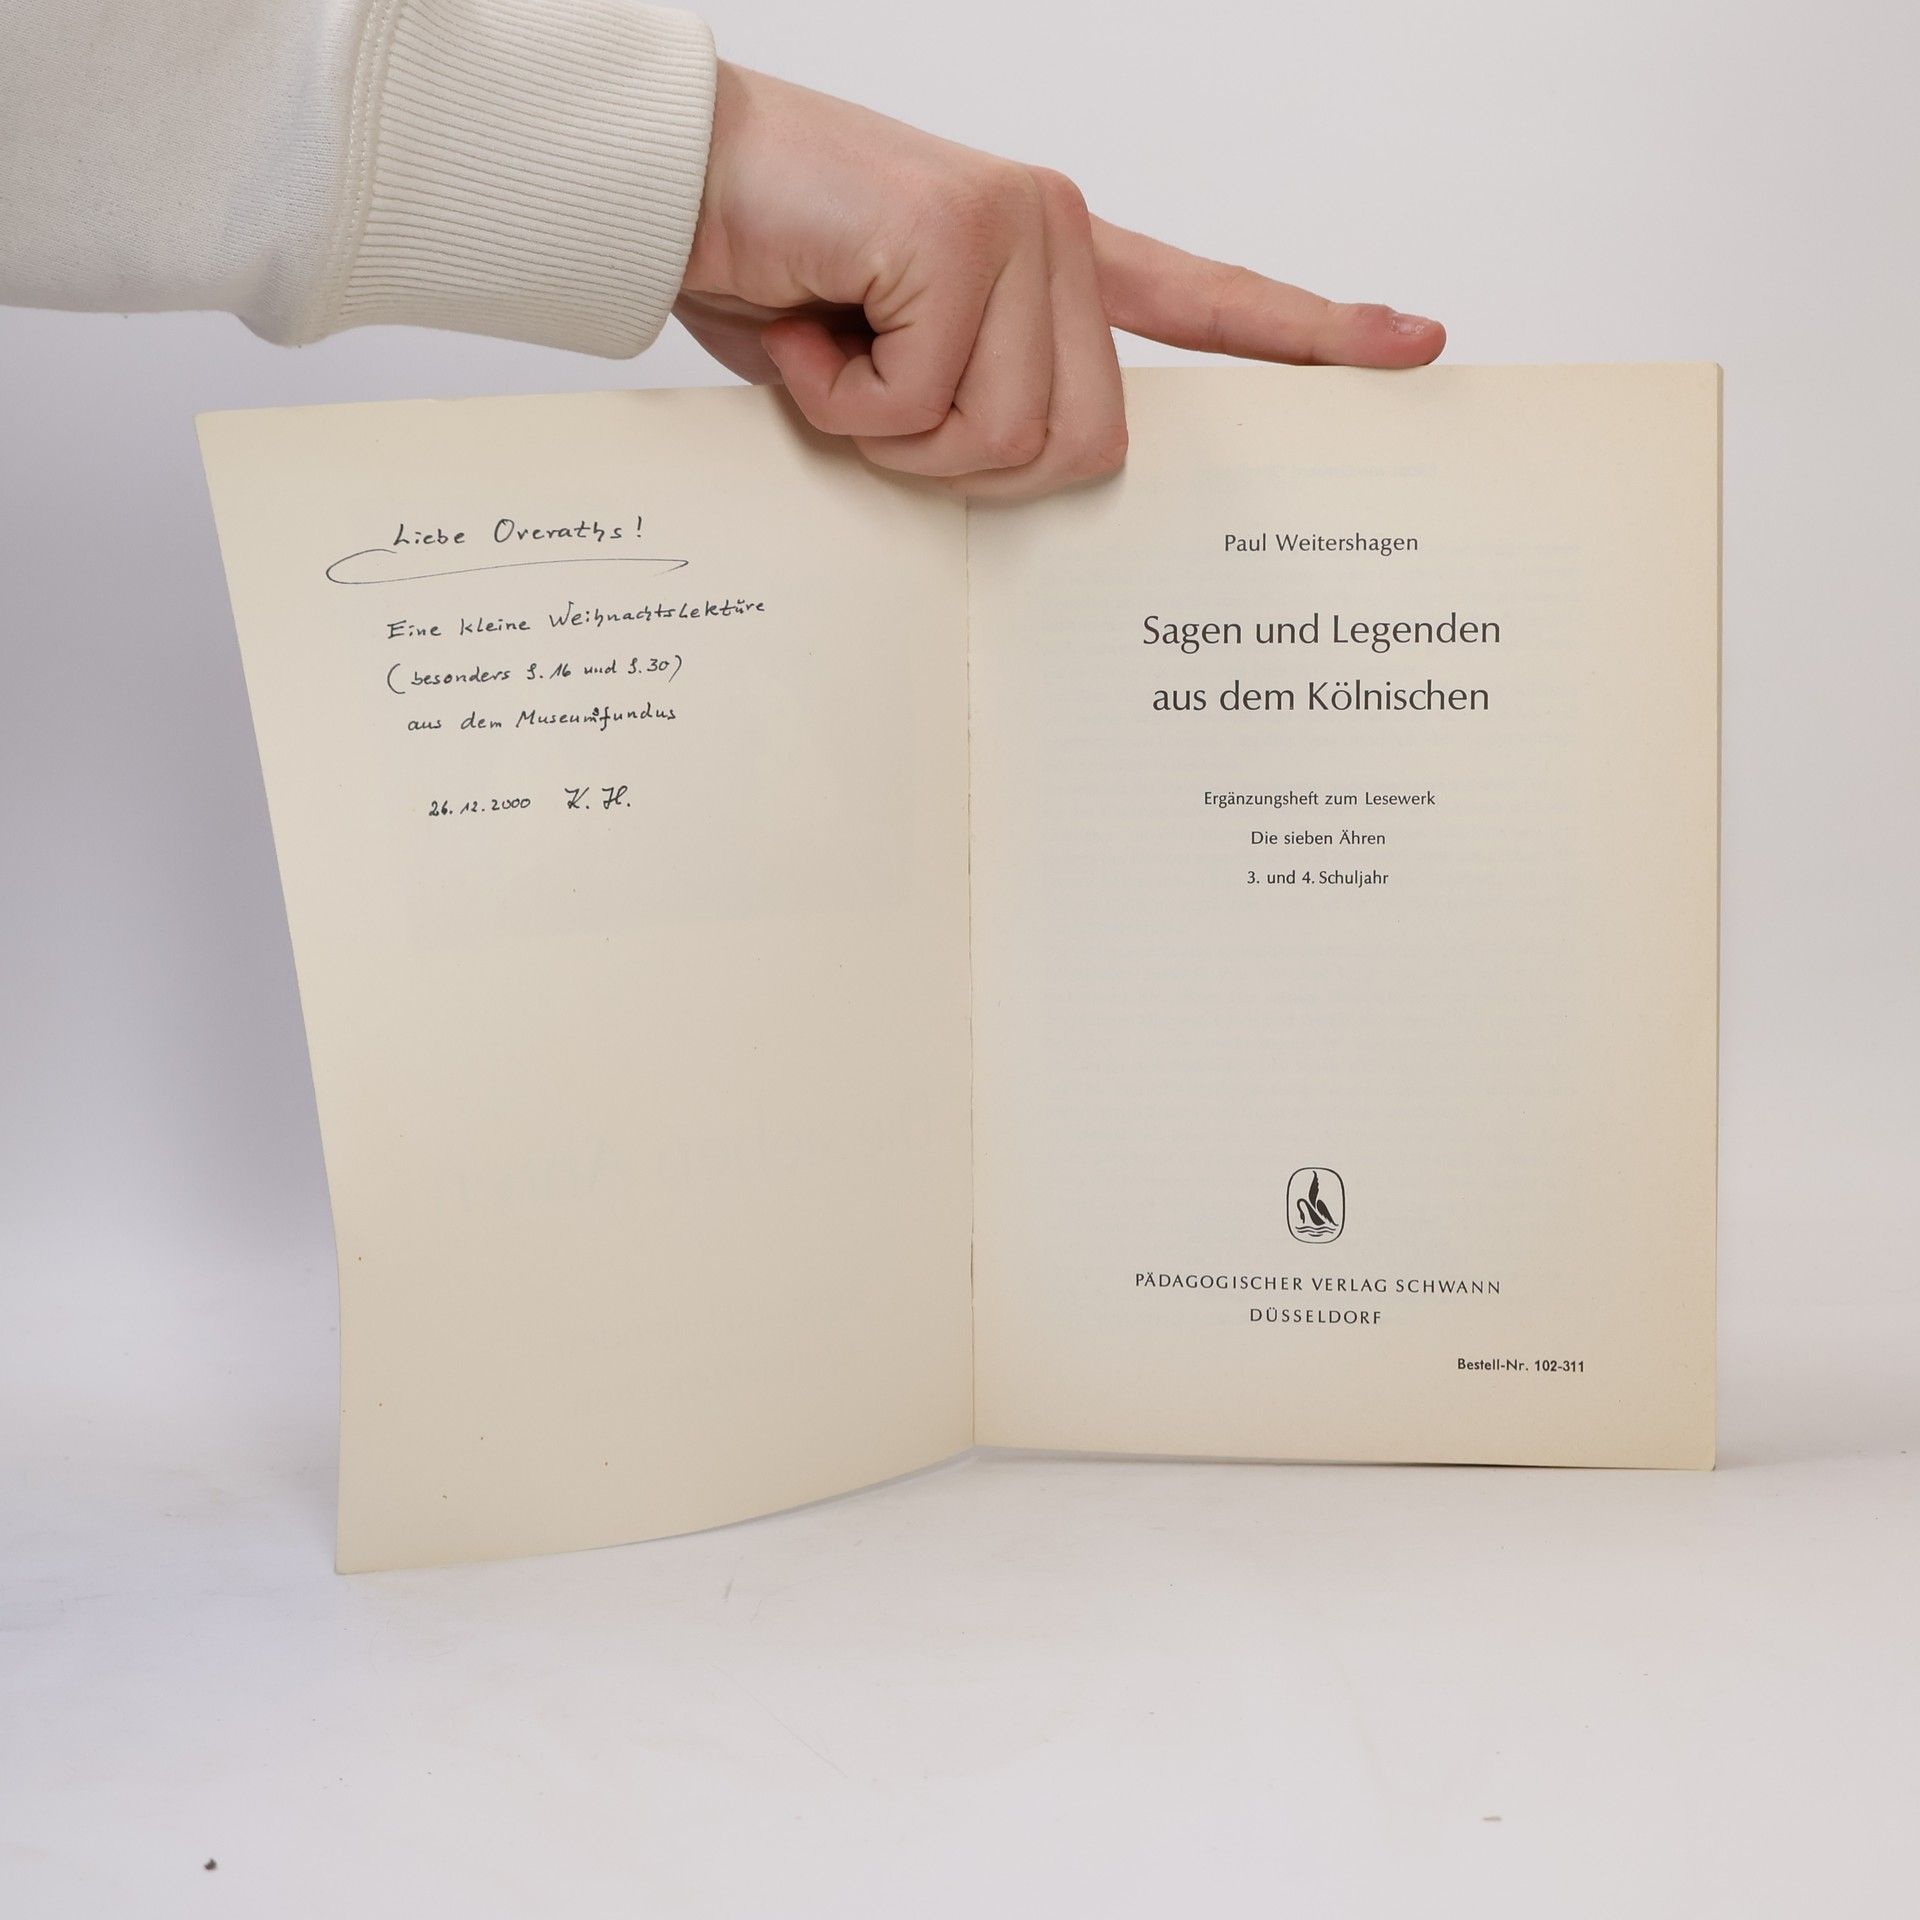 Liebe Overaths!
Eine kleine Weihnachtslektüre
(besonders S. 16 und S. 30)
aus dem Museumsfundus
26.12.2000 K. H.
Paul Weitershagen
Sagen und Legenden
aus dem Kölnischen
Ergänzungsheft zum Lesewerk
Die sieben Ähren
3. und 4. Schuljahr
PÄDAGOGISCHER VERLAG SCHWANN
DÜSSELDORF
Bestell-Nr. 102-311